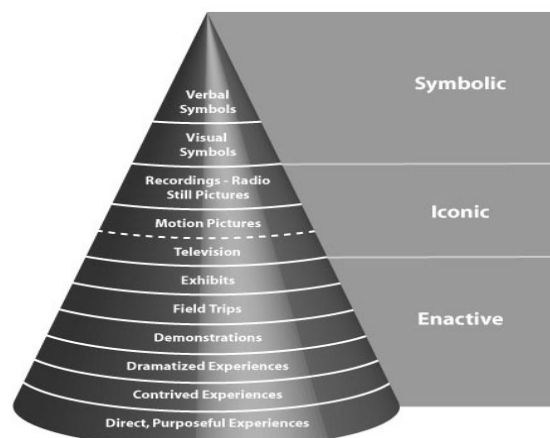 Verbal
Symbols
Visual
Symbols
Recordings - Radio
Still Pictures
Motion Pictures
Television
Exhibits
Field Trips
Demonstrations
Dramatized Experiences
Contrived Experiences
Direct, Purposeful Experiences
Symbolic
Iconic
Enactive